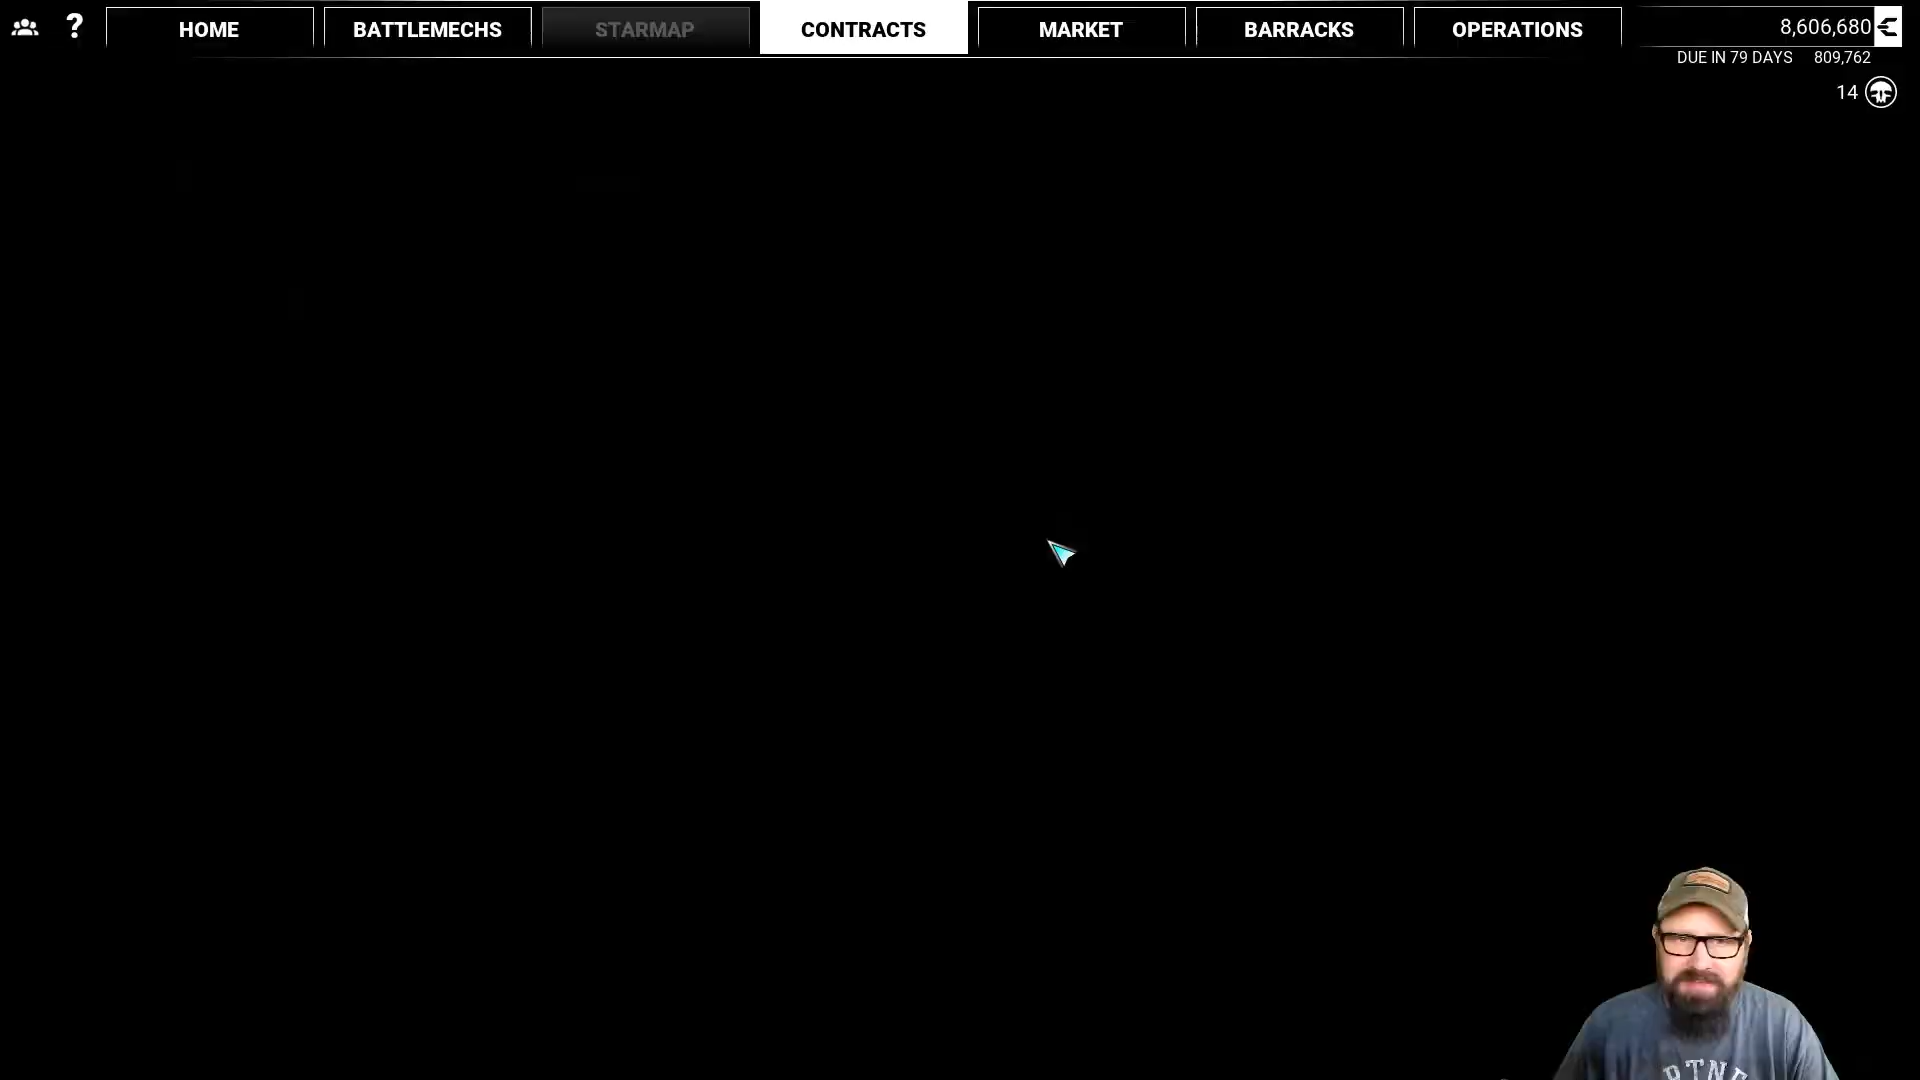 ? HOME BATTLEMECHS STARMAP CONTRACTS MARKET BARRACKS OPERATIONS 8,606,680
DUE IN 79 DAYS 809,762
14